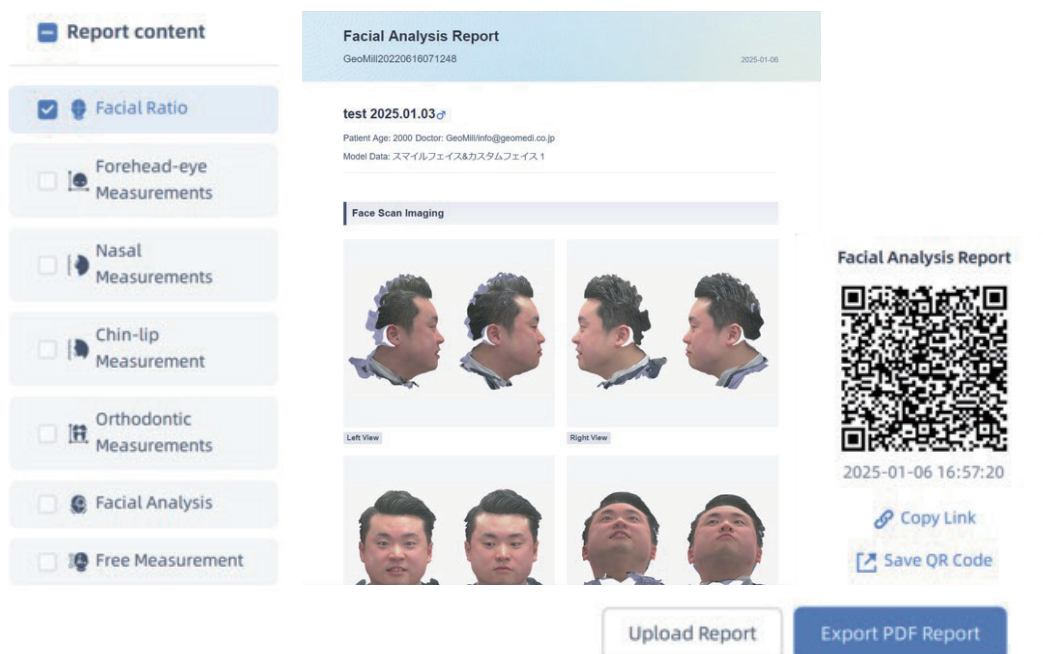 Report content
Facial Ratio
Forehead-eye
Measurements
Nasal
Measurements
Chin-lip
Measurement
Orthodontic
Measurements
Facial Analysis
Free Measurement
Facial Analysis Report
GeoMill20220616071248
2025-01-06
test 2025.01.03♂
Patient Age: 2000 Doctor: GeoMill/info@geomedi.co.jp
Model Data: スマイルフェイス&カスタムフェイス 1
Face Scan Imaging
Left View
Right View
Facial Analysis Report
2025-01-06 16:57:20
Copy Link
Save QR Code
Upload Report
Export PDF Report